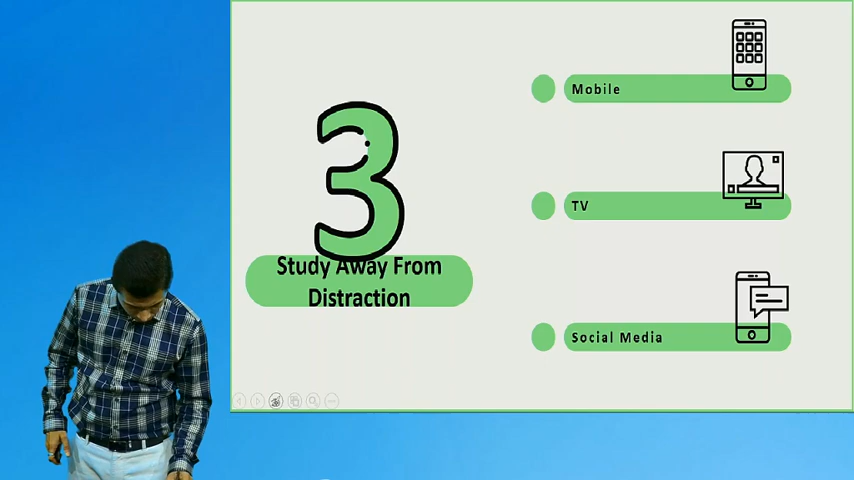 3
Study Away From
Distraction
Mobile
TV
Social Media